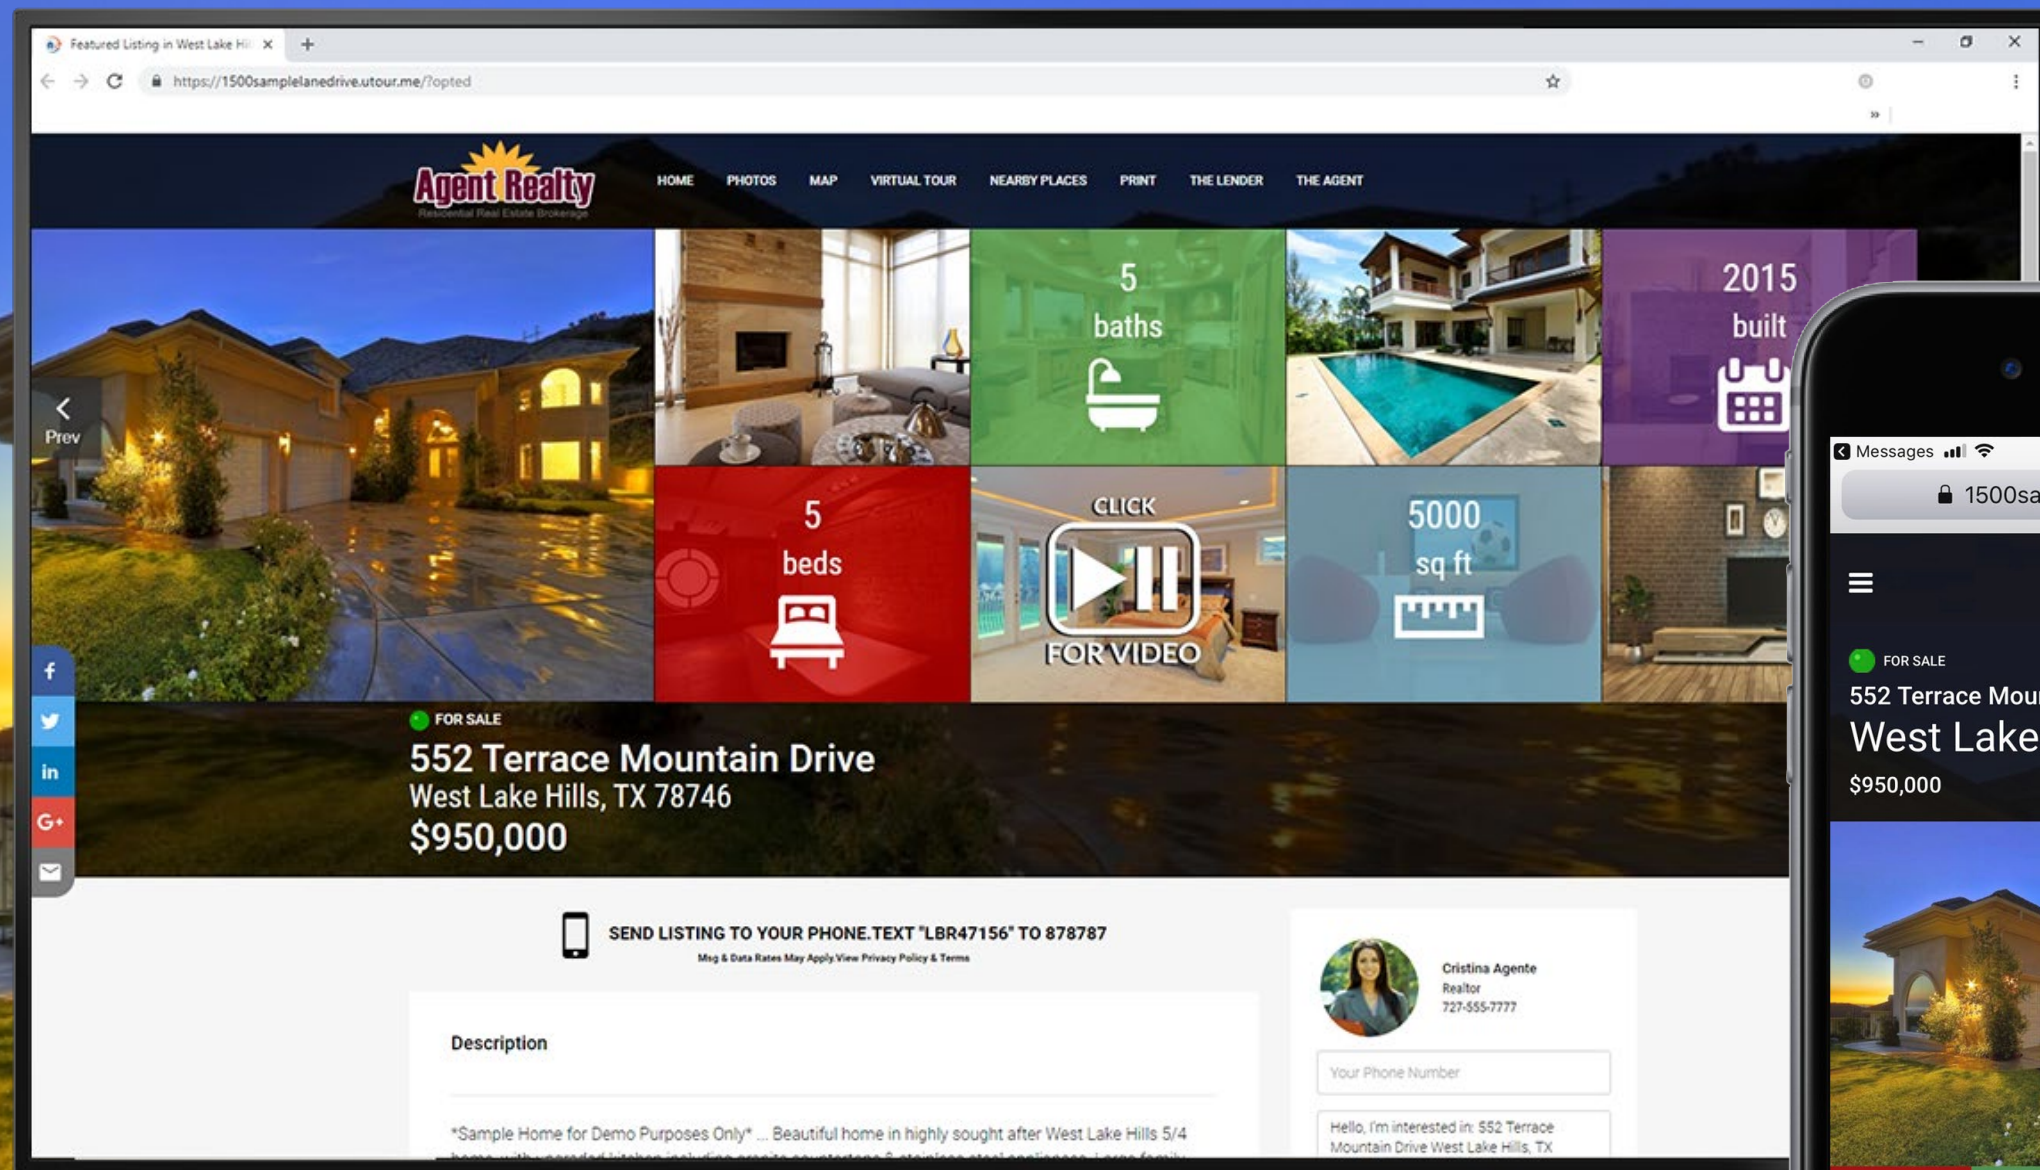 Featured Listing in West Lake Hil
https://1500samplelanedrive.utour.me/?opted
Agent Realty
Residential Real Estate Brokerage
HOME PHOTOS MAP VIRTUAL TOUR NEARBY PLACES PRINT THE LENDER THE AGENT
Prev
5
baths
2015
built
5
beds
CLICK
FOR VIDEO
5000
sq ft
f
in
G+
FOR SALE
552 Terrace Mountain Drive
West Lake Hills, TX 78746
$950,000
SEND LISTING TO YOUR PHONE.TEXT "LBR47156" TO 878787
Msg & Data Rates May Apply.View Privacy Policy & Terms
Description
*Sample Home for Demo Purposes Only* ... Beautiful home in highly sought after West Lake Hills 5/4
Cristina Agente
Realtor
727-555-7777
Your Phone Number
Hello, I'm interested in: 552 Terrace
Mountain Drive West Lake Hills, TX
Messages
1500sa
FOR SALE
552 Terrace Mou
West Lake
$950,000